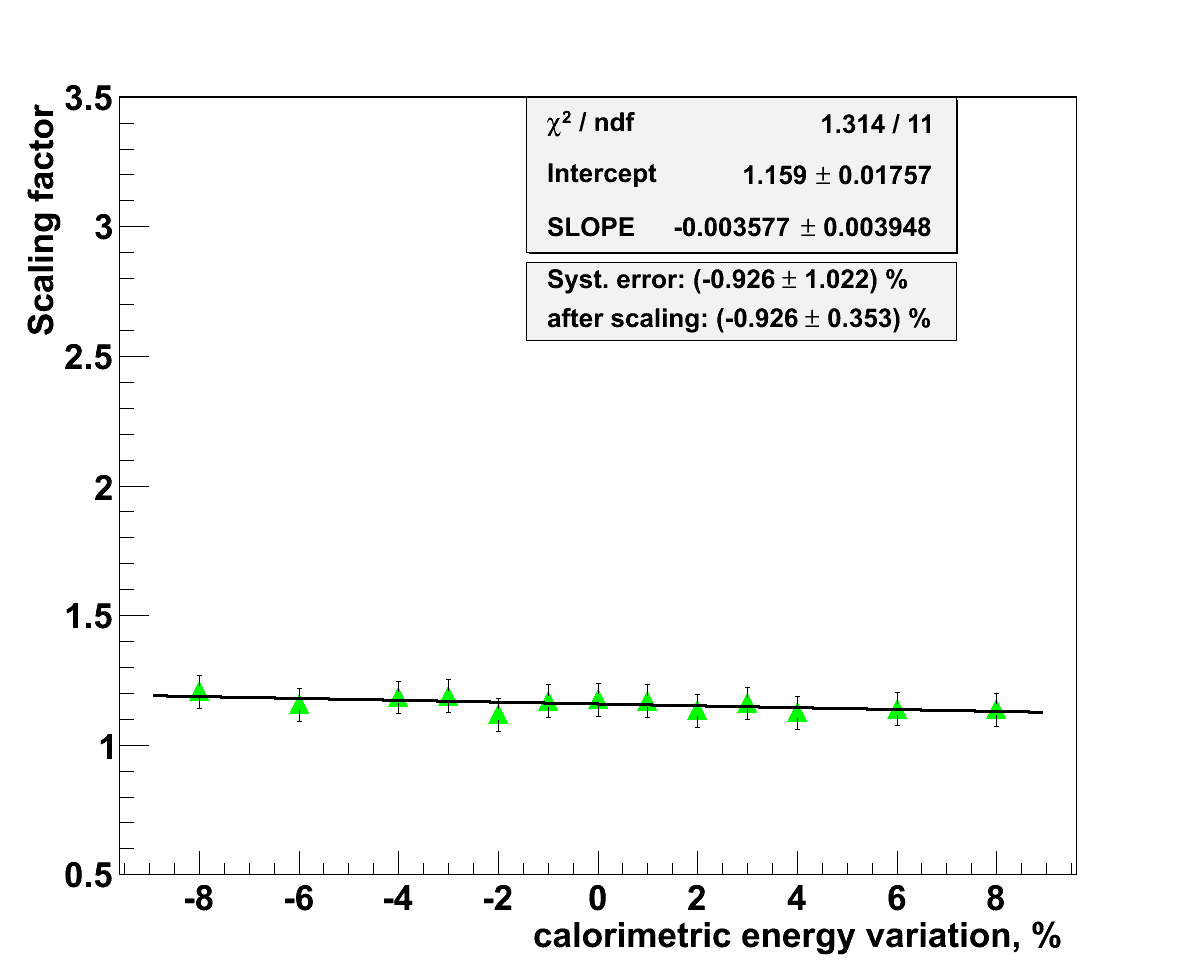 Scaling factor
3.5
3
2.5
2
1.5
1
0.5
χ² / ndf 1.314 / 11
Intercept 1.159 ± 0.01757
SLOPE -0.003577 ± 0.003948
Syst. error: (-0.926 ± 1.022) %
after scaling: (-0.926 ± 0.353) %
-8 -6 -4 -2 0 2 4 6 8
calorimetric energy variation, %